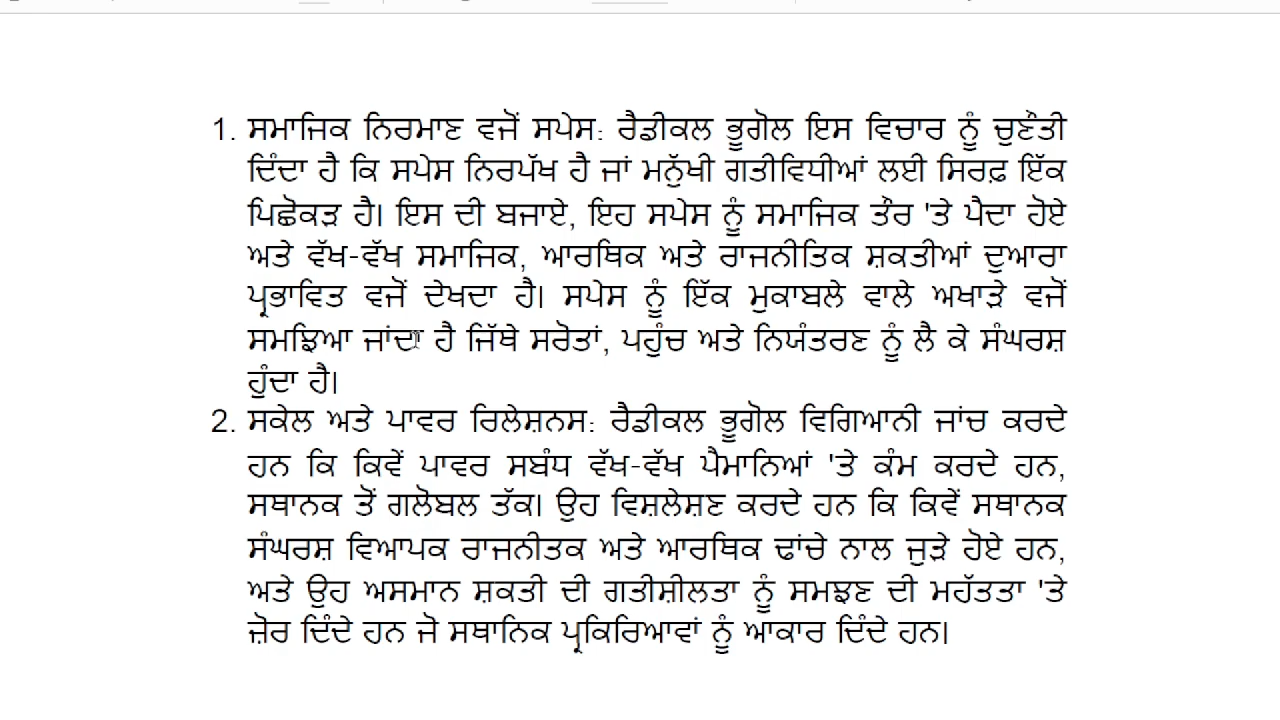 1. ਸਮਾਜਿਕ ਨਿਰਮਾਣ ਵਜੋਂ ਸਪੇਸ: ਰੈਡੀਕਲ ਭੂਗੋਲ ਇਸ ਵਿਚਾਰ ਨੂੰ ਚੁਣੌਤੀ
ਦਿੰਦਾ ਹੈ ਕਿ ਸਪੇਸ ਨਿਰਪੱਖ ਹੈ ਜਾਂ ਮਨੁੱਖੀ ਗਤੀਵਿਧੀਆਂ ਲਈ ਸਿਰਫ਼ ਇੱਕ
ਪਿਛੋਕੜ ਹੈ। ਇਸ ਦੀ ਬਜਾਏ, ਇਹ ਸਪੇਸ ਨੂੰ ਸਮਾਜਿਕ ਤੌਰ 'ਤੇ ਪੈਦਾ ਹੋਏ
ਅਤੇ ਵੱਖ-ਵੱਖ ਸਮਾਜਿਕ, ਆਰਥਿਕ ਅਤੇ ਰਾਜਨੀਤਿਕ ਸ਼ਕਤੀਆਂ ਦੁਆਰਾ
ਪ੍ਰਭਾਵਿਤ ਵਜੋਂ ਦੇਖਦਾ ਹੈ। ਸਪੇਸ ਨੂੰ ਇੱਕ ਮੁਕਾਬਲੇ ਵਾਲੇ ਅਖਾੜੇ ਵਜੋਂ
ਸਮਝਿਆ ਜਾਂਦਾ ਹੈ ਜਿੱਥੇ ਸਰੋਤਾਂ, ਪਹੁੰਚ ਅਤੇ ਨਿਯੰਤਰਣ ਨੂੰ ਲੈ ਕੇ ਸੰਘਰਸ਼
ਹੁੰਦਾ ਹੈ।
2. ਸਕੇਲ ਅਤੇ ਪਾਵਰ ਰਿਲੇਸ਼ਨਸ: ਰੈਡੀਕਲ ਭੂਗੋਲ ਵਿਗਿਆਨੀ ਜਾਂਚ ਕਰਦੇ
ਹਨ ਕਿ ਕਿਵੇਂ ਪਾਵਰ ਸਬੰਧ ਵੱਖ-ਵੱਖ ਪੈਮਾਨਿਆਂ 'ਤੇ ਕੰਮ ਕਰਦੇ ਹਨ,
ਸਥਾਨਕ ਤੋਂ ਗਲੋਬਲ ਤੱਕ। ਉਹ ਵਿਸ਼ਲੇਸ਼ਣ ਕਰਦੇ ਹਨ ਕਿ ਕਿਵੇਂ ਸਥਾਨਕ
ਸੰਘਰਸ਼ ਵਿਆਪਕ ਰਾਜਨੀਤਕ ਅਤੇ ਆਰਥਿਕ ਢਾਂਚੇ ਨਾਲ ਜੁੜੇ ਹੋਏ ਹਨ,
ਅਤੇ ਉਹ ਅਸਮਾਨ ਸ਼ਕਤੀ ਦੀ ਗਤੀਸ਼ੀਲਤਾ ਨੂੰ ਸਮਝਣ ਦੀ ਮਹੱਤਤਾ 'ਤੇ
ਜ਼ੋਰ ਦਿੰਦੇ ਹਨ ਜੋ ਸਥਾਨਿਕ ਪ੍ਰਕਿਰਿਆਵਾਂ ਨੂੰ ਆਕਾਰ ਦਿੰਦੇ ਹਨ।